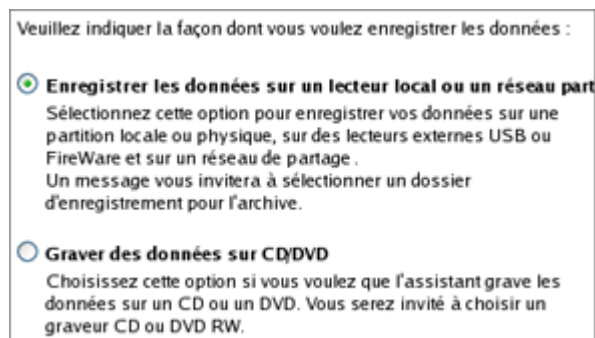 Veuillez indiquer la façon dont vous voulez enregistrer les données :
Enregistrer les données sur un lecteur local ou un réseau part
Sélectionnez cette option pour enregistrer vos données sur une
partition locale ou physique, sur des lecteurs externes USB ou
FireWare et sur un réseau de partage .
Un message vous invitera à sélectionner un dossier
d'enregistrement pour l'archive.
Graver des données sur CD/DVD
Choisissez cette option si vous voulez que l'assistant grave les
données sur un CD ou un DVD. Vous serez invité à choisir un
graveur CD ou DVD RW.